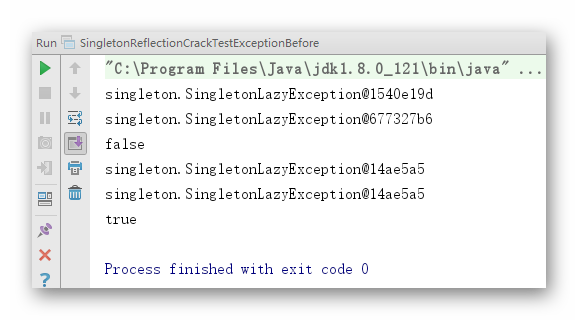 Run SingletonReflectionCrackTestExceptionBefore
"C:\Program Files\Java\jdk1.8.0_121\bin\java" ...
singleton.SingletonLazyException@1540e19d
singleton.SingletonLazyException@677327b6
false
singleton.SingletonLazyException@14ae5a5
singleton.SingletonLazyException@14ae5a5
true
Process finished with exit code 0